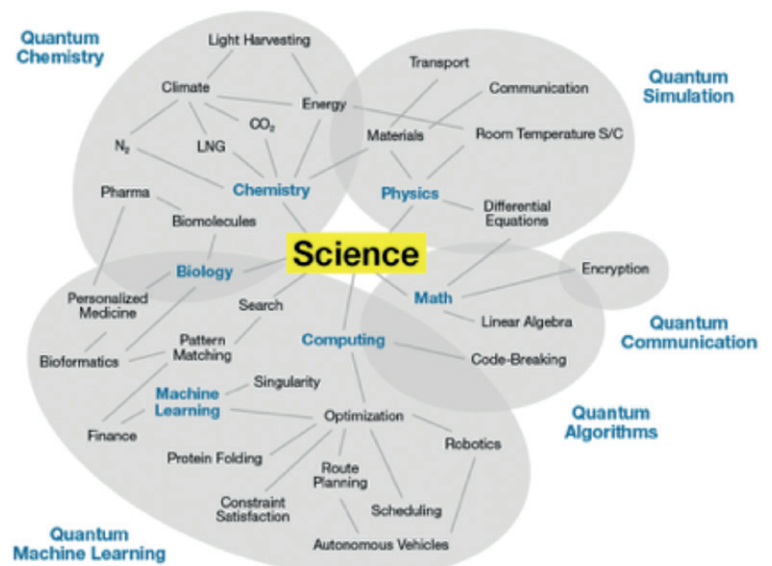 Quantum
Chemistry
Light Harvesting
Climate
Energy
CO₂
N₂
LNG
Chemistry
Pharma
Biomolecules
Transport
Communication
Materials
Room Temperature S/C
Physics
Differential
Equations
Quantum
Simulation
Science
Biology
Personalized
Medicine
Search
Bioformatics
Pattern
Matching
Computing
Math
Encryption
Linear Algebra
Code-Breaking
Quantum
Communication
Machine
Learning
Singularity
Finance
Optimization
Protein Folding
Robotics
Route
Planning
Constraint
Satisfaction
Scheduling
Autonomous Vehicles
Quantum
Algorithms
Quantum
Machine Learning